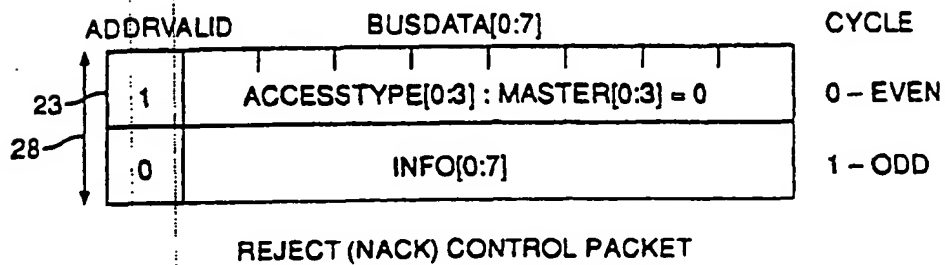 ADDRVALID BUSDATA[0:7] CYCLE
23 1 ACCESSTYPE[0:3] : MASTER[0:3] = 0 0 – EVEN
28 0 INFO[0:7] 1 – ODD
REJECT (NACK) CONTROL PACKET